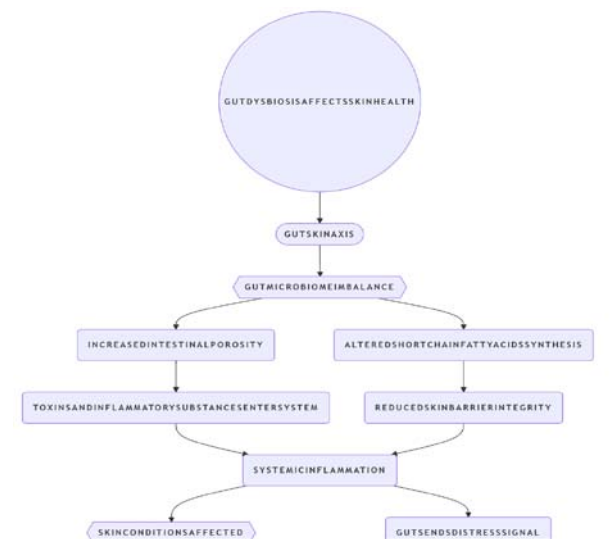 GUTDYSBIOSISAFFECTSSKINHEALTH
GUTSKINAXIS
GUTMICROBIOMEIMBALANCE
INCREASEDINTESTINALPOROSITY
ALTEREDSHORTCHAINFATTYACIDSSYNTHESIS
TOXINSANDINFLAMMATORYSUBSTANCESENTERSYSTEM
REDUCEDSKINBARRIERINTEGRITY
SYSTEMICINFLAMMATION
SKINCONDITIONSAFFECTED
GUTSENDSDISTRESSSIGNAL